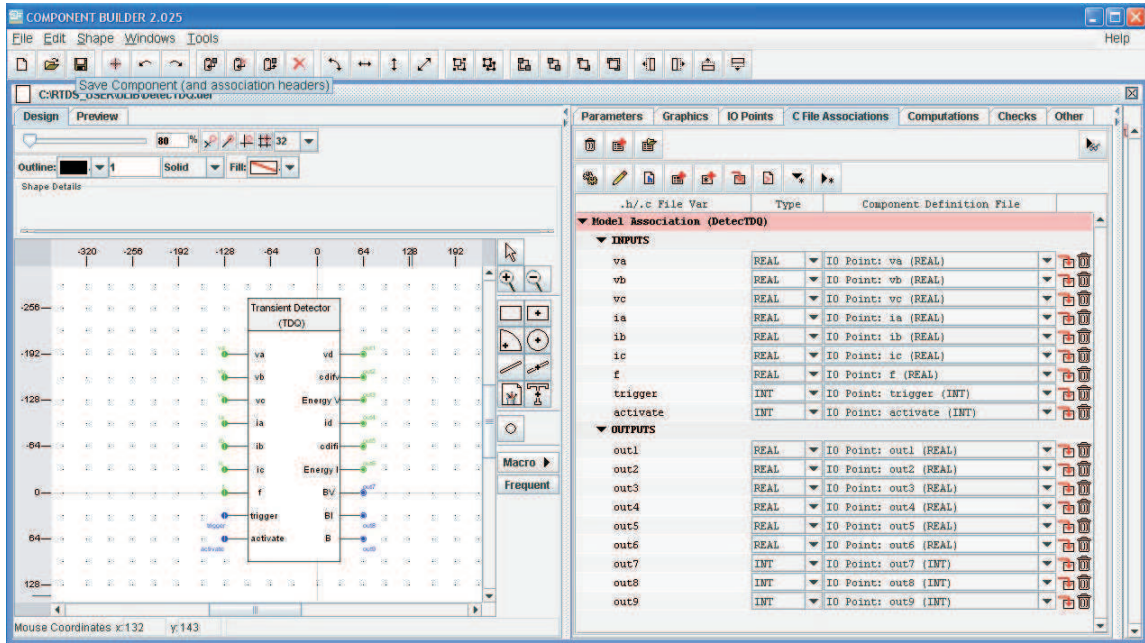 COMPONENT BUILDER 2.025
File Edit Shape Windows Tools Help
Save Component (and association headers)
Design Preview
80 % 32
Outline: 1 Solid Fill:
Shape Details
-320 -256 -192 -128 -64 0 64 128 192
-256
-192
-128
-64
0
64
128
Transient Detector
(TDQ)
va vd
vb cdifv
vc Energy V
ia id
ib cdifi
ic Energy I
f BV out7
trigger BI
trigger out8
activate B
activate out9
Macro
Frequent
Mouse Coordinates x:132 y:143
Parameters Graphics IO Points C File Associations Computations Checks Other
.h/.c File Var Type Component Definition File
Model Association (DetecTDQ)
INPUTS
va REAL IO Point: va (REAL)
vb REAL IO Point: vb (REAL)
vc REAL IO Point: vc (REAL)
ia REAL IO Point: ia (REAL)
ib REAL IO Point: ib (REAL)
ic REAL IO Point: ic (REAL)
f REAL IO Point: f (REAL)
trigger INT IO Point: trigger (INT)
activate INT IO Point: activate (INT)
OUTPUTS
out1 REAL IO Point: out1 (REAL)
out2 REAL IO Point: out2 (REAL)
out3 REAL IO Point: out3 (REAL)
out4 REAL IO Point: out4 (REAL)
out5 REAL IO Point: out5 (REAL)
out6 REAL IO Point: out6 (REAL)
out7 INT IO Point: out7 (INT)
out8 INT IO Point: out8 (INT)
out9 INT IO Point: out9 (INT)